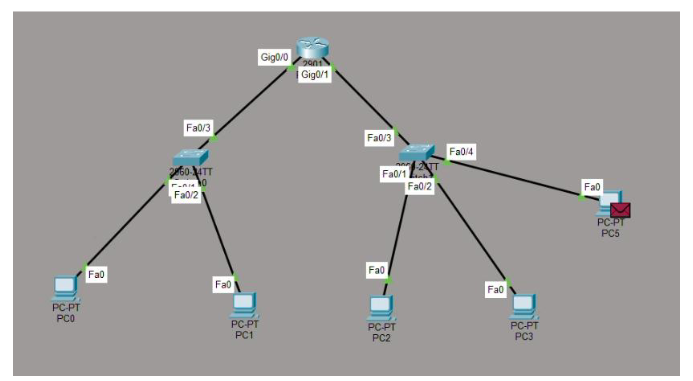 Gig0/0
2901
Gig0/1
Fa0/3
2960-24TT
Fa0/2
Fa0/3
Fa0/4
Fa0/1
Fa0/2
Fa0
PC-PT
PC5
Fa0
PC-PT
PC0
Fa0
PC-PT
PC1
Fa0
PC-PT
PC2
Fa0
PC-PT
PC3